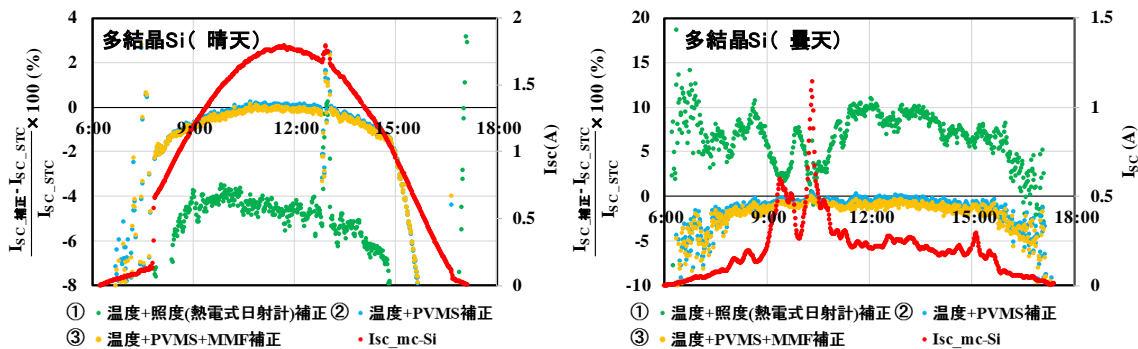 多結晶Si( 晴天)
I_SC_補正- I_SC_STC
I_SC_STC
×100 (%)
4
2
0
-2
-4
-6
-8
6:00
9:00
12:00
15:00
18:00
2
1.5
1
0.5
0
Isc(A)
① 温度+照度(熱電式日射計)補正 ② 温度+PVMS補正
③ 温度+PVMS+MMF補正 Isc_mc-Si
多結晶Si( 曇天)
I_SC_補正- I_SC_STC
I_SC_STC
×100 (%)
20
15
10
5
0
-5
-10
6:00
9:00
12:00
15:00
18:00
1.5
1
0.5
0
I_SC (A)
① 温度+照度(熱電式日射計)補正 ② 温度+PVMS補正
③ 温度+PVMS+MMF補正 Isc_mc-Si